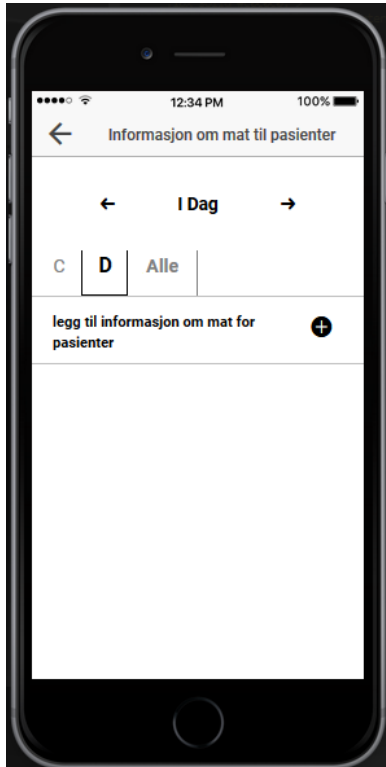 12:34 PM 100%
Informasjon om mat til pasienter
I Dag
C D Alle
legg til informasjon om mat for
pasienter